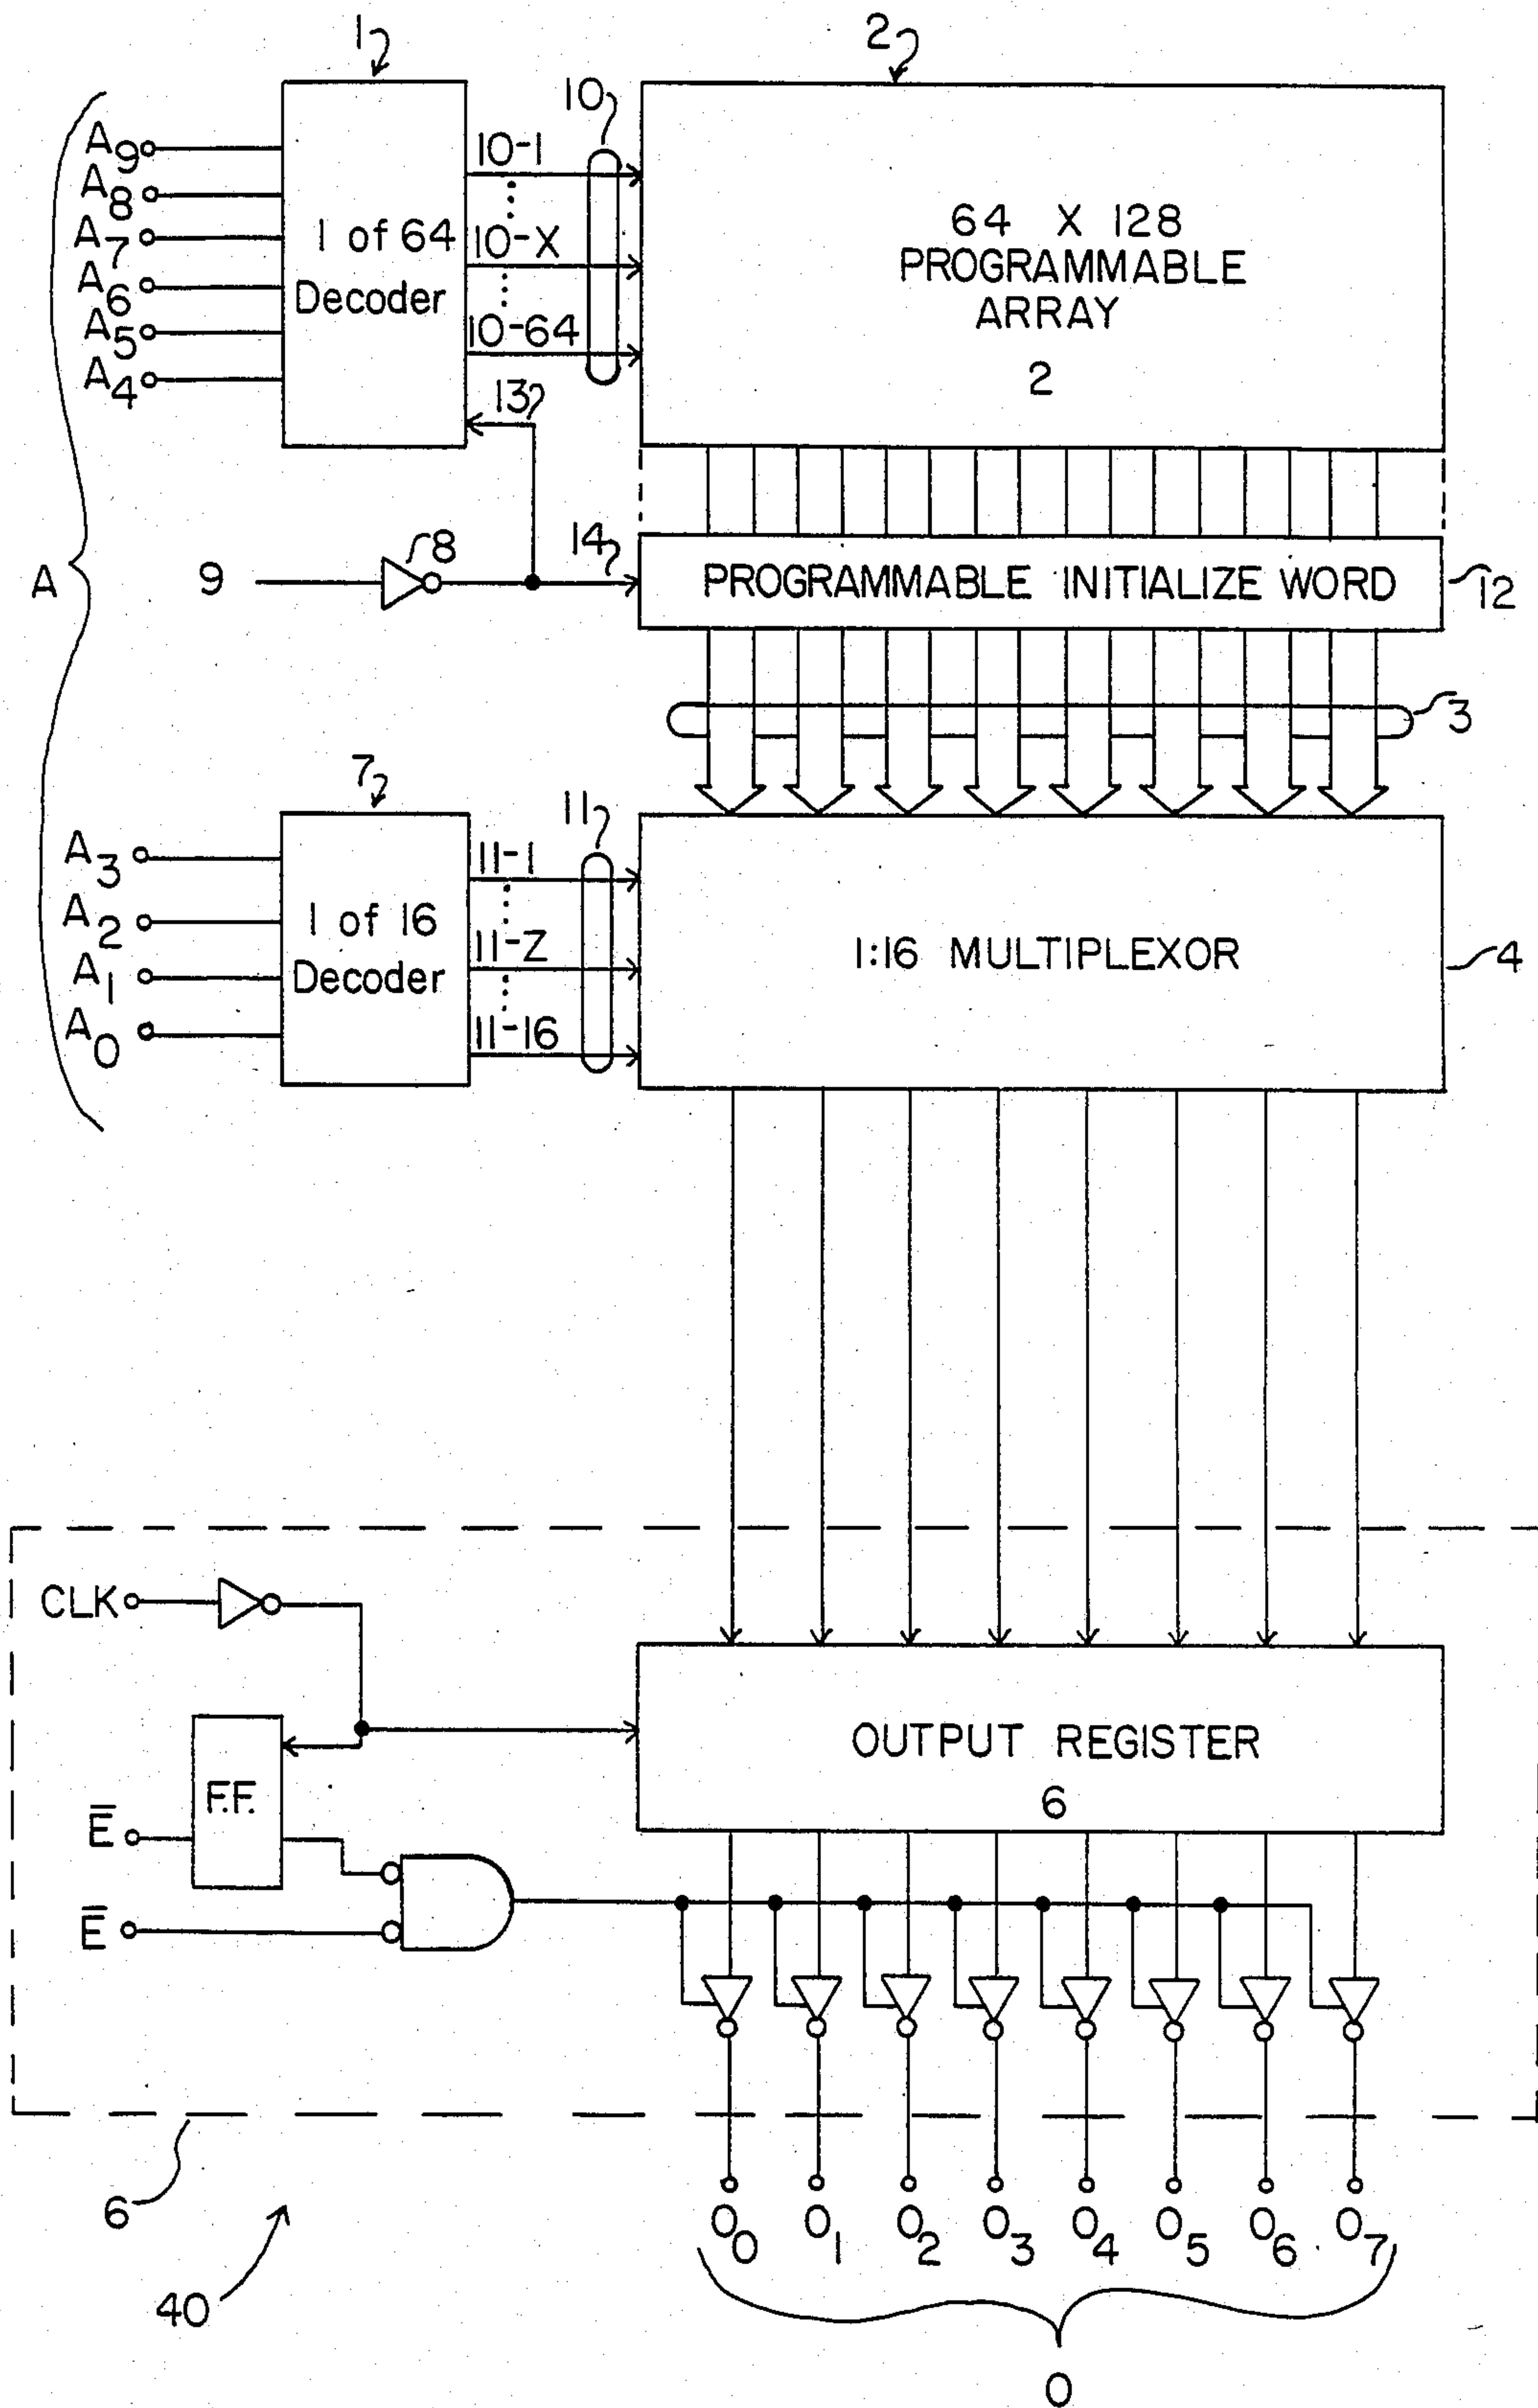 1
2
A
A9
A8
A7
A6
A5
A4
1 of 64
Decoder
10
10-1
10-X
10-64
13
64 X 128
PROGRAMMABLE
ARRAY
2
9
8
14
PROGRAMMABLE INITIALIZE WORD
12
3
7
A3
A2
A1
A0
1 of 16
Decoder
11
11-1
11-Z
11-16
1:16 MULTIPLEXOR
4
CLK
F.F.
E̅
E̅
OUTPUT REGISTER
6
6
40
O0 O1 O2 O3 O4 O5 O6 O7
O